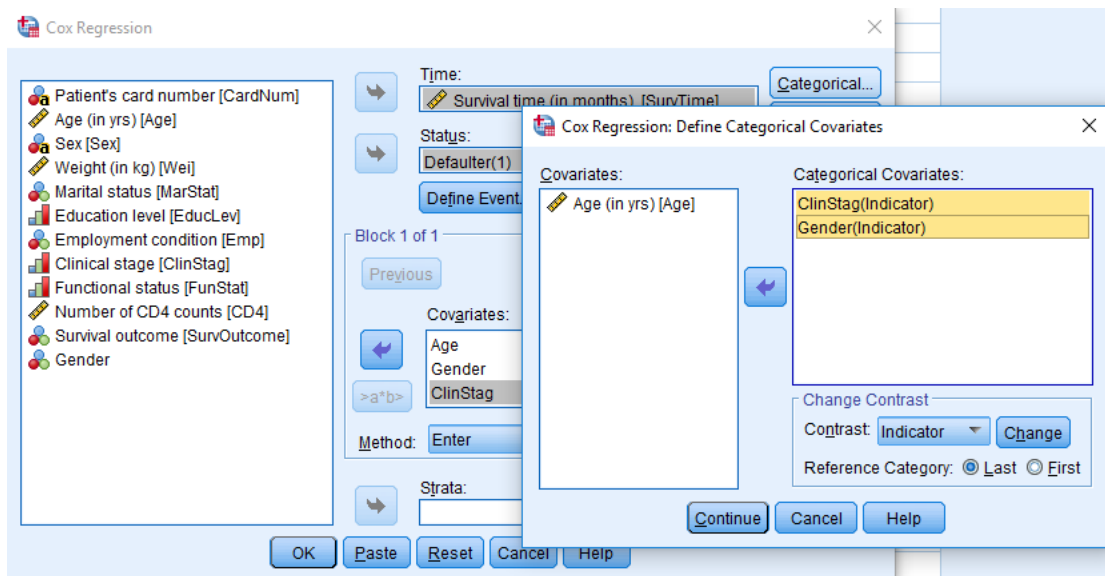 Cox Regression
Patient's card number [CardNum]
Age (in yrs) [Age]
Sex [Sex]
Weight (in kg) [Wei]
Marital status [MarStat]
Education level [EducLev]
Employment condition [Emp]
Clinical stage [ClinStag]
Functional status [FunStat]
Number of CD4 counts [CD4]
Survival outcome [SurvOutcome]
Gender
Time:
Survival time (in months) [SurvTime]
Status:
Defaulter(1)
Define Event.
Block 1 of 1
Previous
Covariates:
Age
Gender
ClinStag
>a*b>
Method: Enter
Strata:
OK Paste Reset Cancel Help
Categorical...
Cox Regression: Define Categorical Covariates
Covariates:
Age (in yrs) [Age]
Categorical Covariates:
ClinStag(Indicator)
Gender(Indicator)
Change Contrast
Contrast: Indicator Change
Reference Category: Last First
Continue Cancel Help